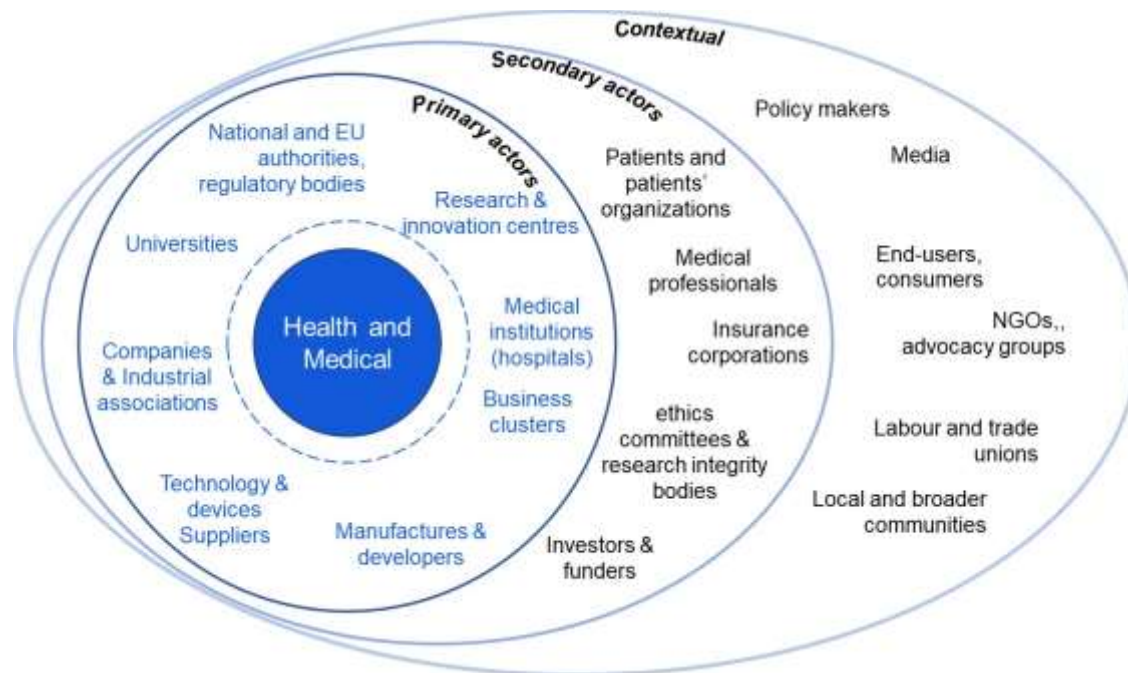 Contextual
Secondary actors
Primary actors
National and EU
authorities,
regulatory bodies
Research &
innovation centres
Universities
Health and
Medical
Medical
institutions
(hospitals)
Companies
& Industrial
associations
Business
clusters
Technology &
devices
Suppliers
Manufactures &
developers
Patients and
patients'
organizations
Medical
professionals
Insurance
corporations
ethics
committees &
research integrity
bodies
Investors &
funders
Policy makers
Media
End-users,
consumers
NGOs,,
advocacy groups
Labour and trade
unions
Local and broader
communities